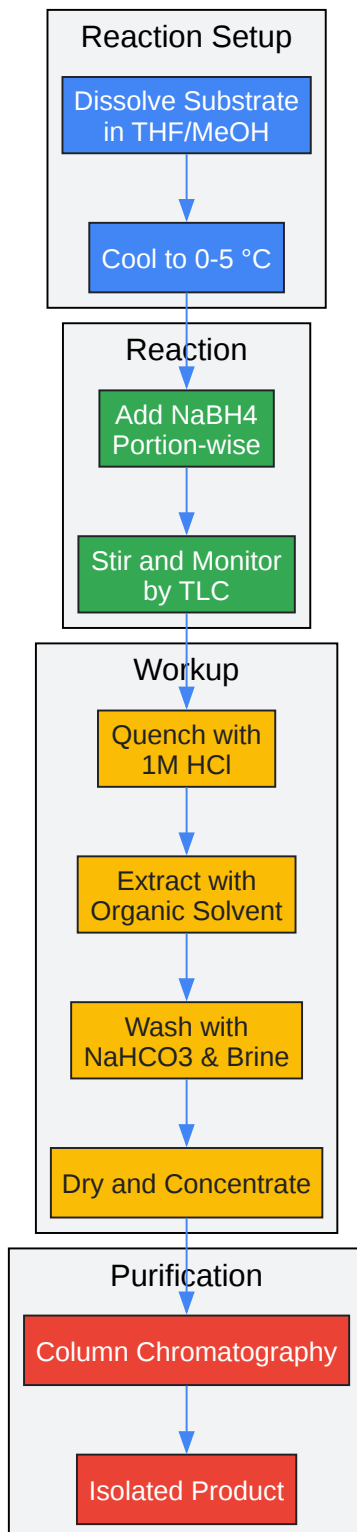 Reaction Setup
Dissolve Substrate
in THF/MeOH
Cool to 0-5 °C
Reaction
Add NaBH4
Portion-wise
Stir and Monitor
by TLC
Workup
Quench with
1M HCl
Extract with
Organic Solvent
Wash with
NaHCO3 & Brine
Dry and Concentrate
Purification
Column Chromatography
Isolated Product